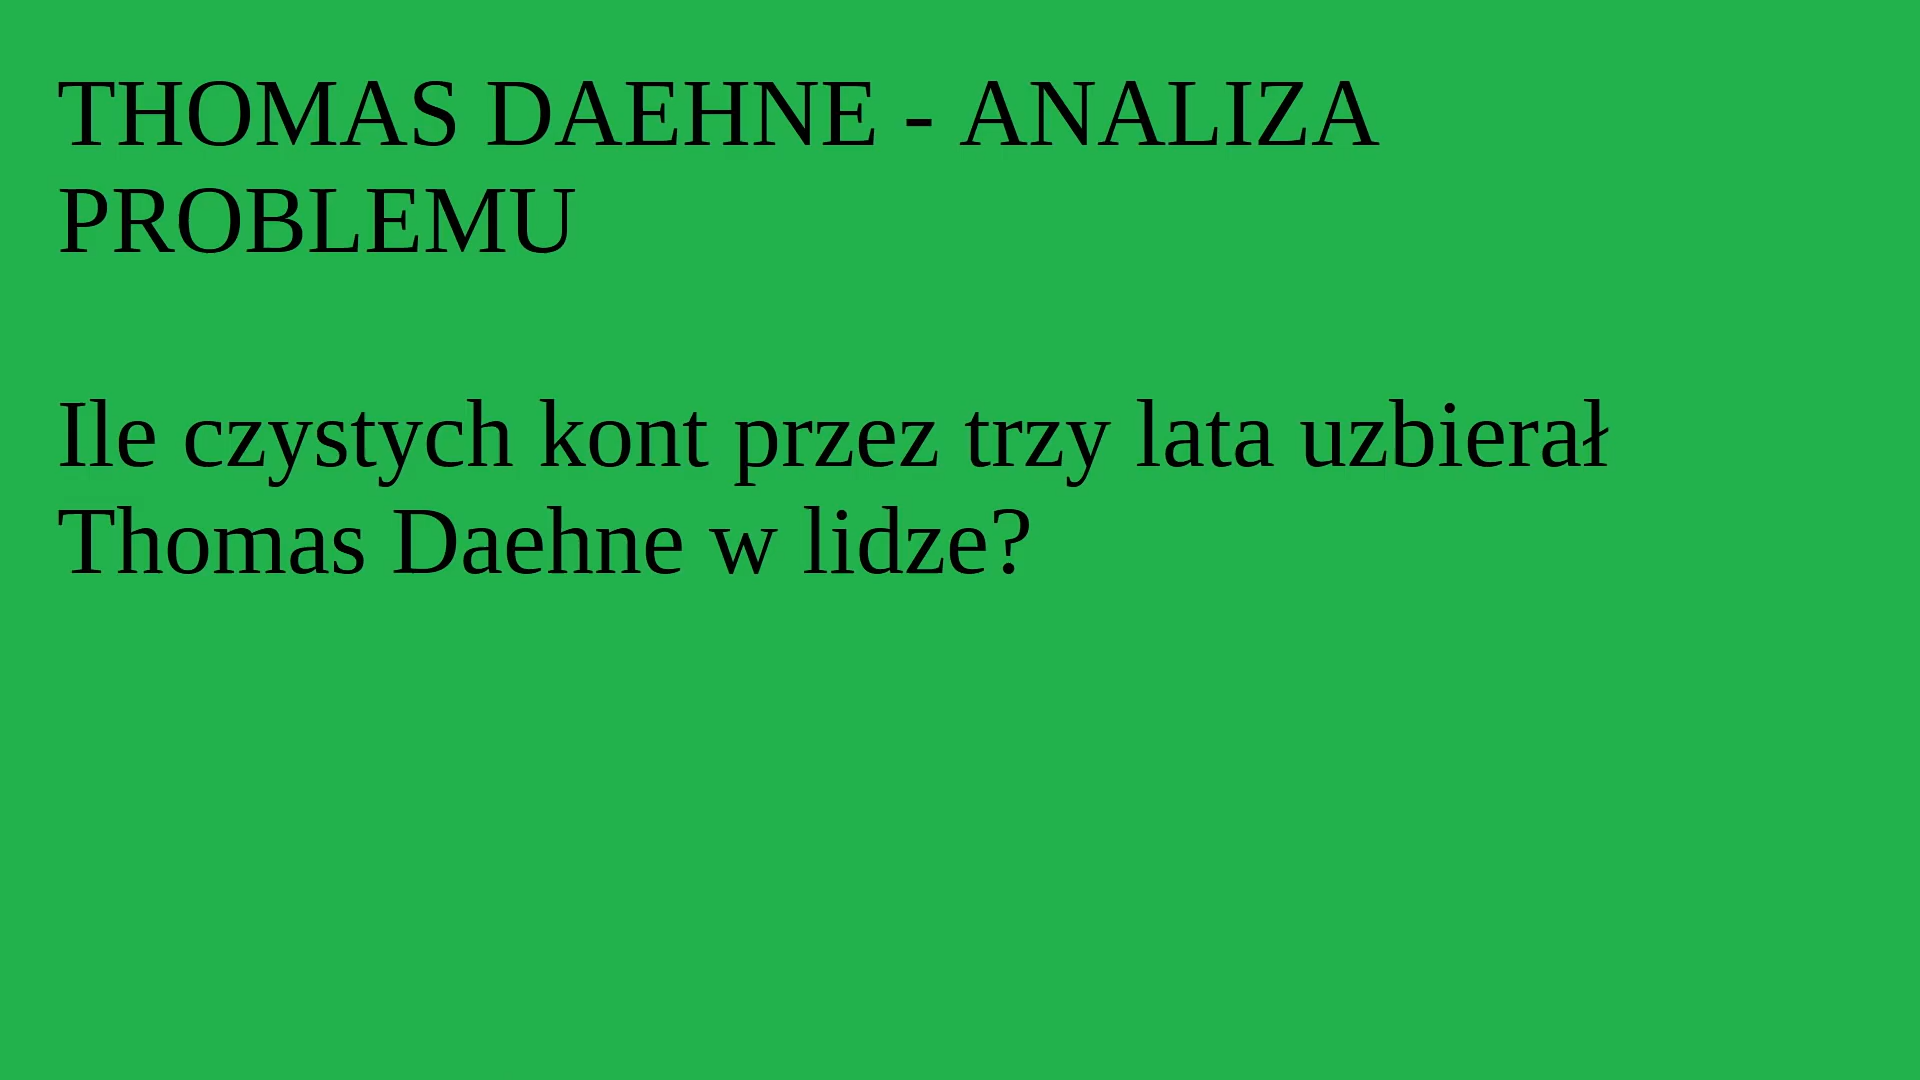 THOMAS DAEHNE - ANALIZA
PROBLEMU
Ile czystych kont przez trzy lata uzbierał
Thomas Daehne w lidze?